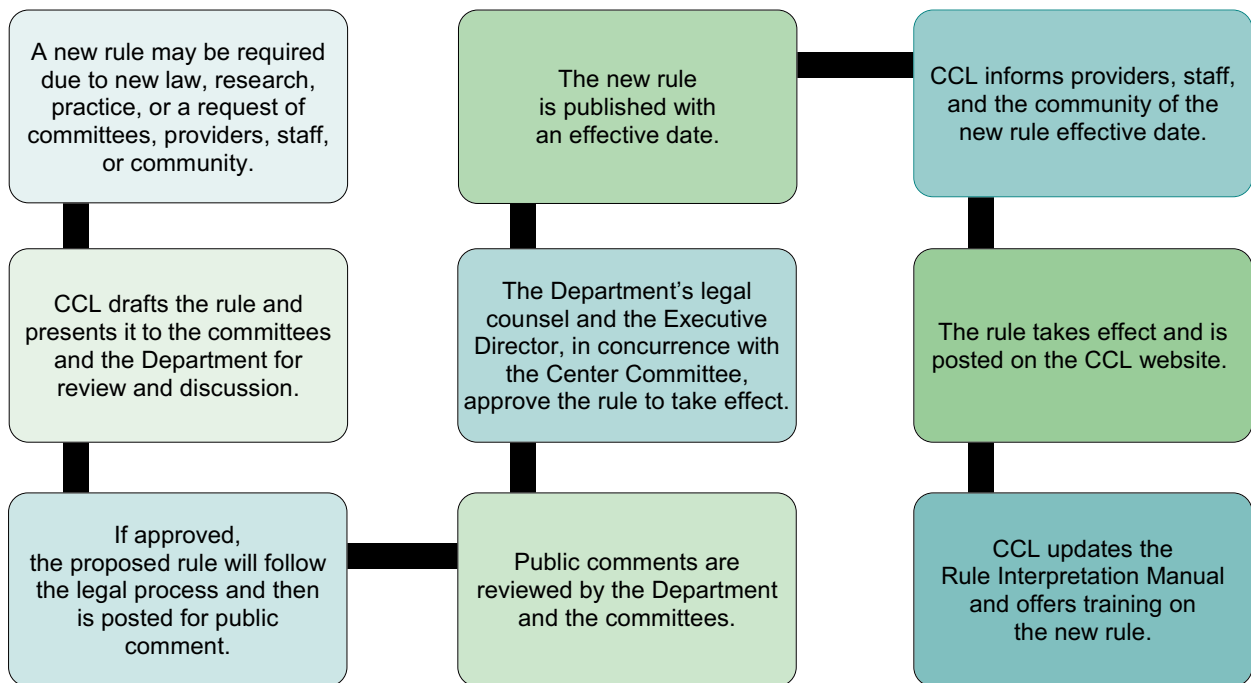 A new rule may be required
due to new law, research,
practice, or a request of
committees, providers, staff,
or community.
CCL drafts the rule and
presents it to the committees
and the Department for
review and discussion.
If approved,
the proposed rule will follow
the legal process and then
is posted for public
comment.
Public comments are
reviewed by the Department
and the committees.
The Department’s legal
counsel and the Executive
Director, in concurrence with
the Center Committee,
approve the rule to take effect.
The new rule
is published with
an effective date.
CCL informs providers, staff,
and the community of the
new rule effective date.
The rule takes effect and is
posted on the CCL website.
CCL updates the
Rule Interpretation Manual
and offers training on
the new rule.